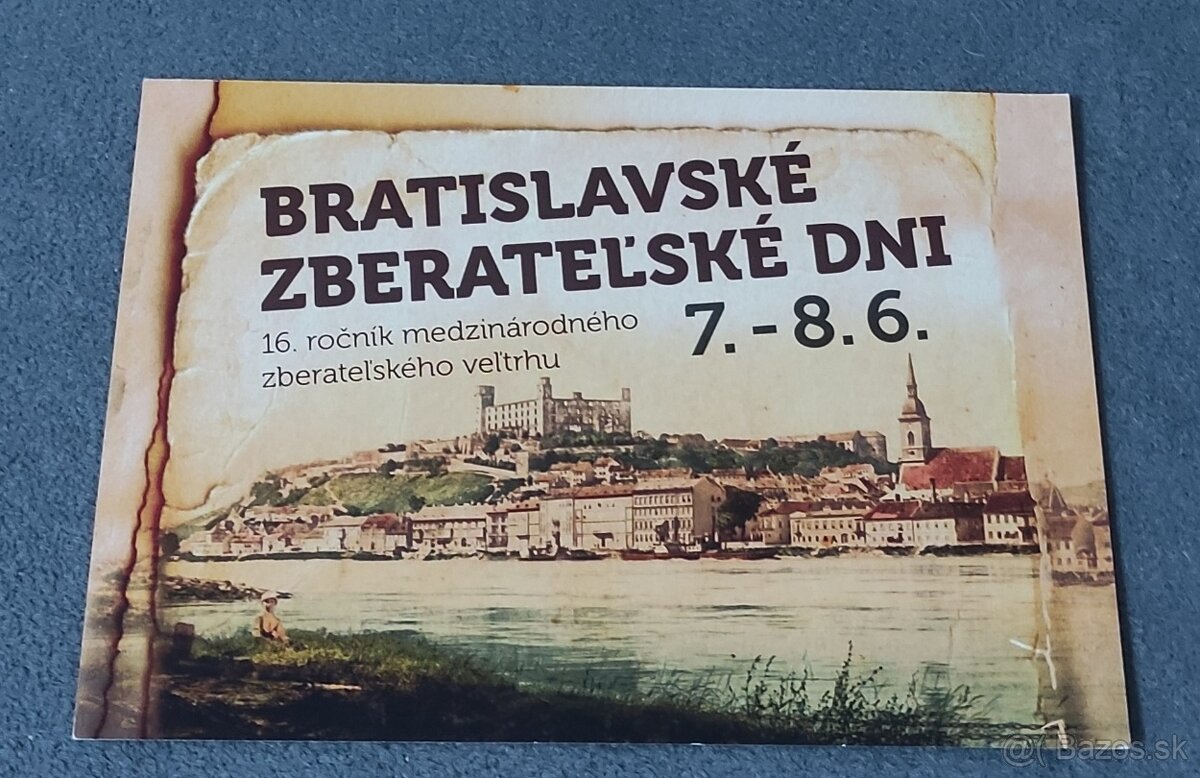 BRATISLAVSKÉ
ZBERATEĽSKÉ DNI
16. ročník medzinárodného
zberateľského veľtrhu
7. - 8. 6.
Bazos.sk